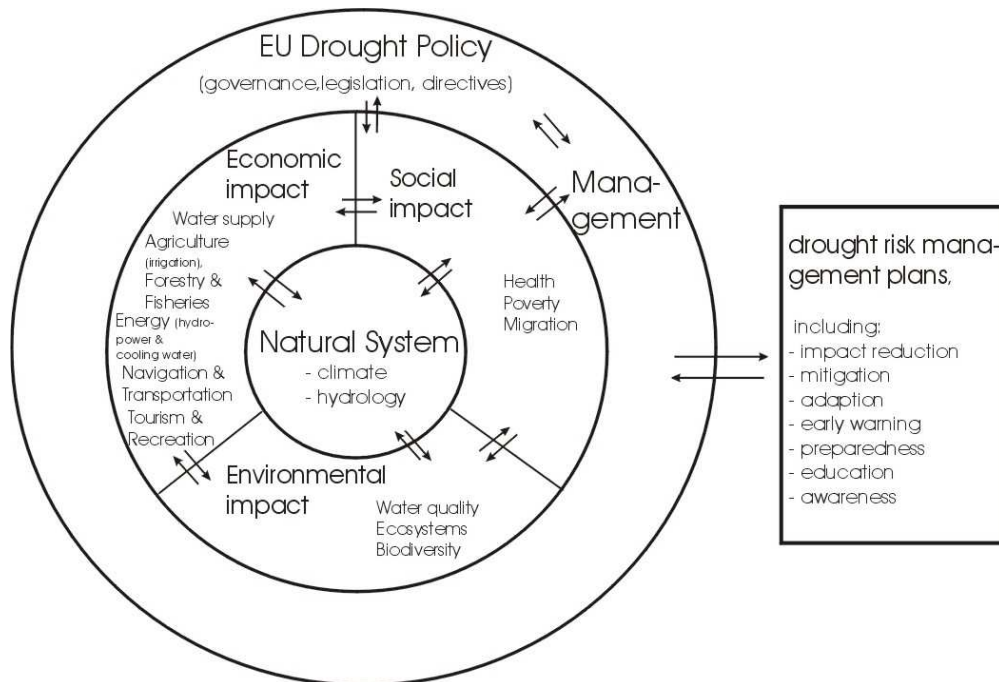 EU Drought Policy
(governance,legislation, directives)
Mana-
gement
Economic
impact
Water supply
Agriculture
(irrigation),
Forestry &
Fisheries
Energy (hydro-
power &
cooling water)
Navigation &
Transportation
Tourism &
Recreation
Social
impact
Health
Poverty
Migration
Natural System
- climate
- hydrology
Environmental
impact
Water quality
Ecosystems
Biodiversity
drought risk mana-
gement plans,
including:
- impact reduction
- mitigation
- adaption
- early warning
- preparedness
- education
- awareness